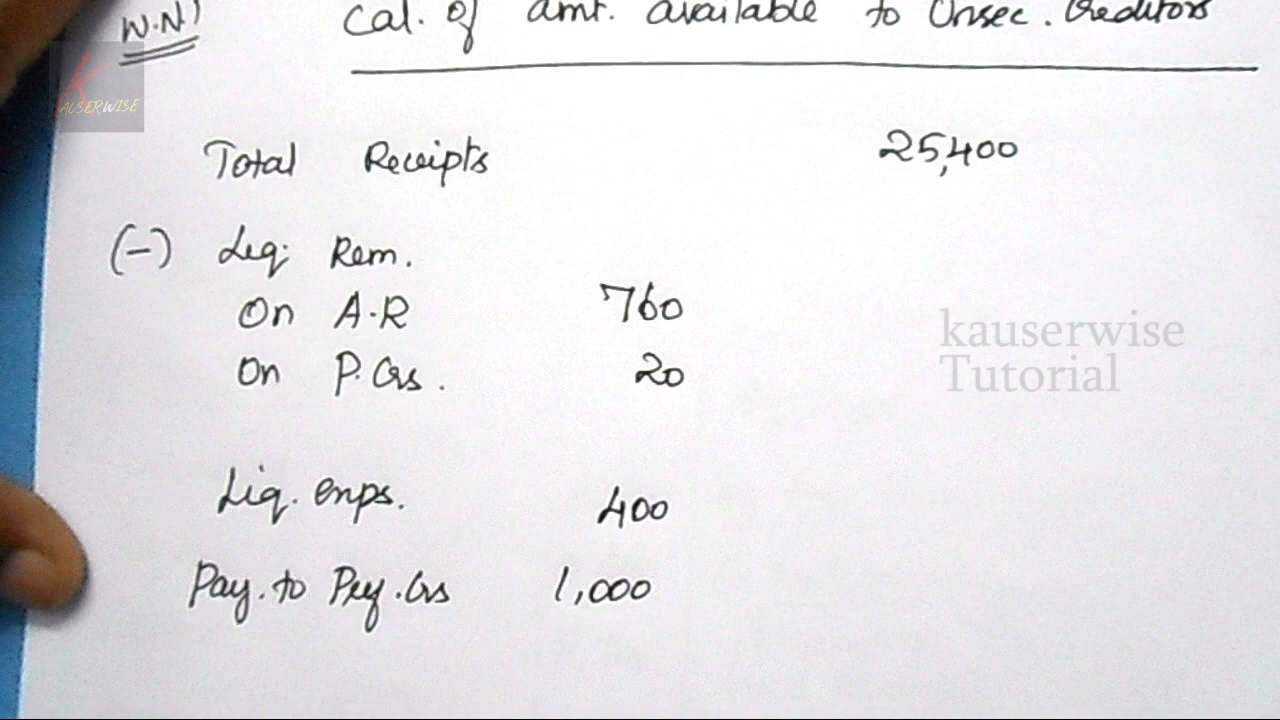 W.N)
Cal. of amt. available to Unsec. Creditors
KAUSERWISE
Total Receipts 25,400
(-) Liq. Rem.
On A.R 760
On P. Crs. 20
kauserwise
Tutorial
Liq. exps. 400
Pay. to Pref. Crs 1,000